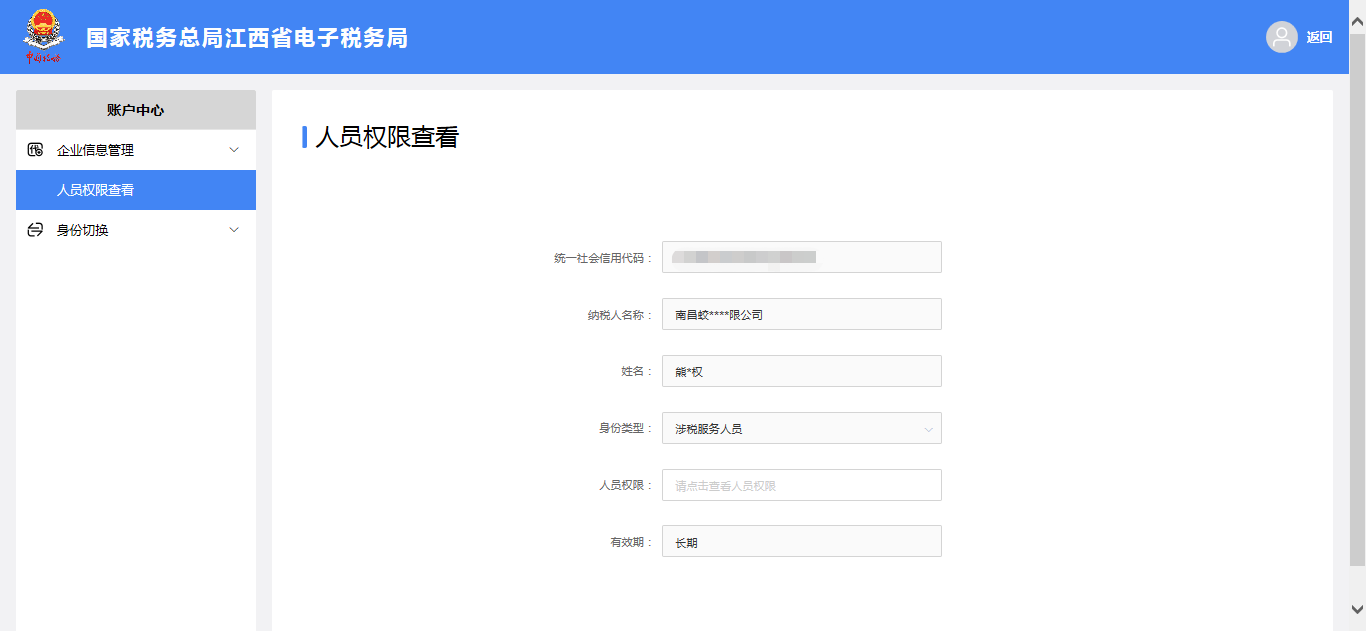 国家税务总局江西省电子税务局
返回
账户中心
企业信息管理
人员权限查看
身份切换
人员权限查看
统一社会信用代码：
纳税人名称： 南昌蛟****限公司
姓名： 熊*权
身份类型： 涉税服务人员
人员权限： 请点击查看人员权限
有效期： 长期